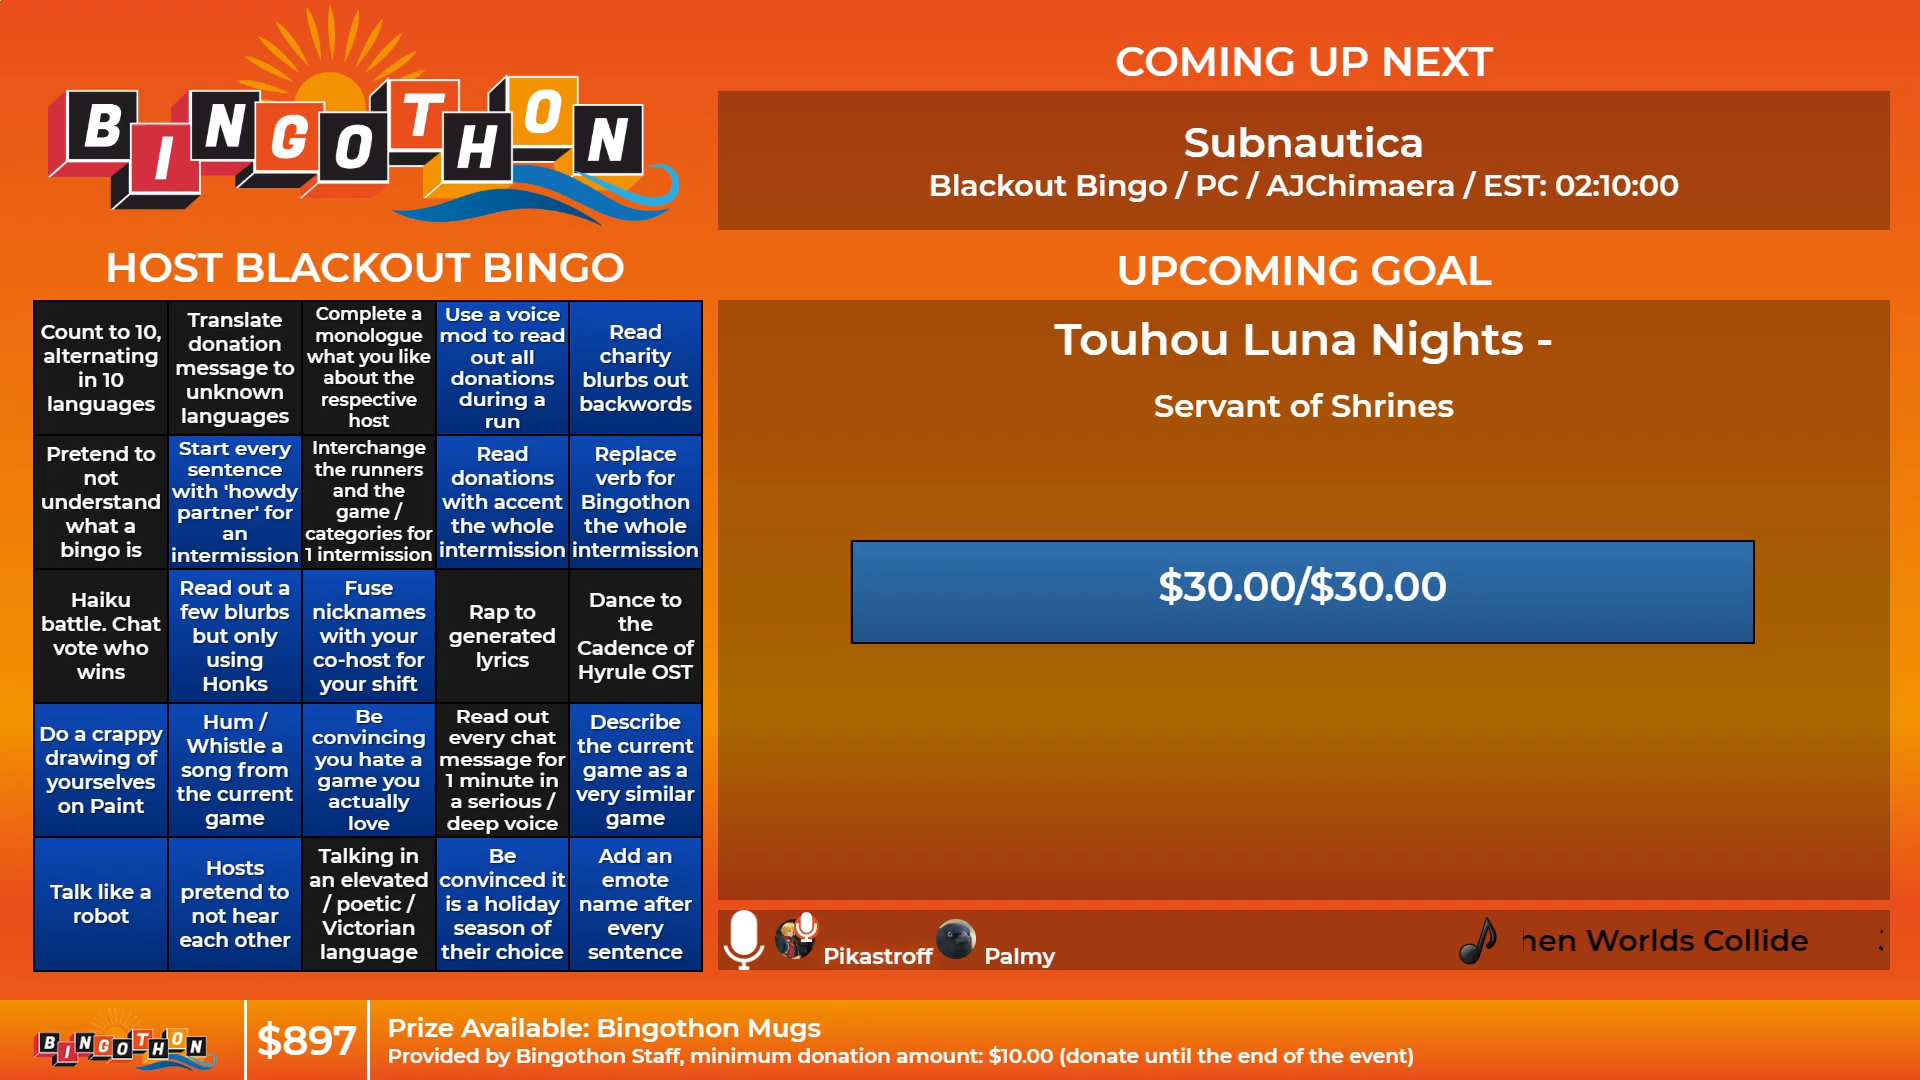 BINGOTHON
COMING UP NEXT
Subnautica
Blackout Bingo / PC / AJChimaera / EST: 02:10:00
HOST BLACKOUT BINGO
Count to 10,
alternating
in 10
languages
Translate
donation
message to
unknown
languages
Complete a
monologue
what you like
about the
respective
host
Use a voice
mod to read
out all
donations
during a
run
Read
charity
blurbs out
backwords
Pretend to
not
understand
what a
bingo is
Start every
sentence
with 'howdy
partner' for
an
intermission
Interchange
the runners
and the
game /
categories for
1 intermission
Read
donations
with accent
the whole
intermission
Replace
verb for
Bingothon
the whole
intermission
Haiku
battle. Chat
vote who
wins
Read out a
few blurbs
but only
using
Honks
Fuse
nicknames
with your
co-host for
your shift
Rap to
generated
lyrics
Dance to
the
Cadence of
Hyrule OST
Do a crappy
drawing of
yourselves
on Paint
Hum /
Whistle a
song from
the current
game
Be
convincing
you hate a
game you
actually
love
Read out
every chat
message for
1 minute in
a serious /
deep voice
Describe
the current
game as a
very similar
game
Talk like a
robot
Hosts
pretend to
not hear
each other
Talking in
an elevated
/ poetic /
Victorian
language
Be
convinced it
is a holiday
season of
their choice
Add an
emote
name after
every
sentence
UPCOMING GOAL
Touhou Luna Nights -
Servant of Shrines
$30.00/$30.00
Pikastroff
Palmy
hen Worlds Collide
BINGOTHON
$897
Prize Available: Bingothon Mugs
Provided by Bingothon Staff, minimum donation amount: $10.00 (donate until the end of the event)